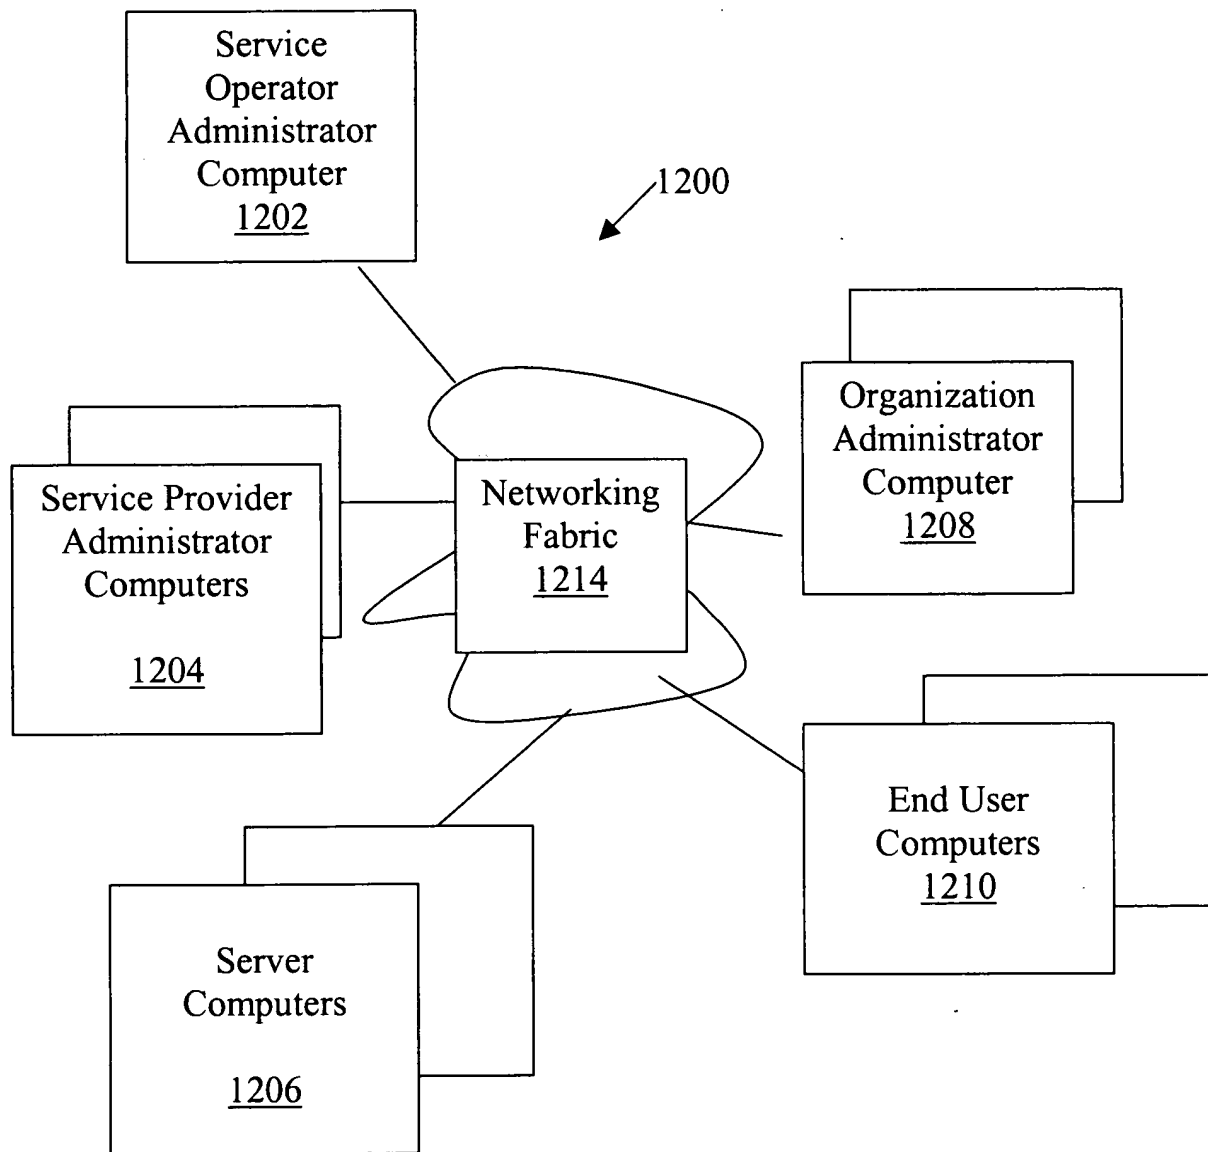 Service
Operator
Administrator
Computer
1202
1200
Organization
Administrator
Computer
1208
Service Provider
Administrator
Computers
1204
Networking
Fabric
1214
End User
Computers
1210
Server
Computers
1206